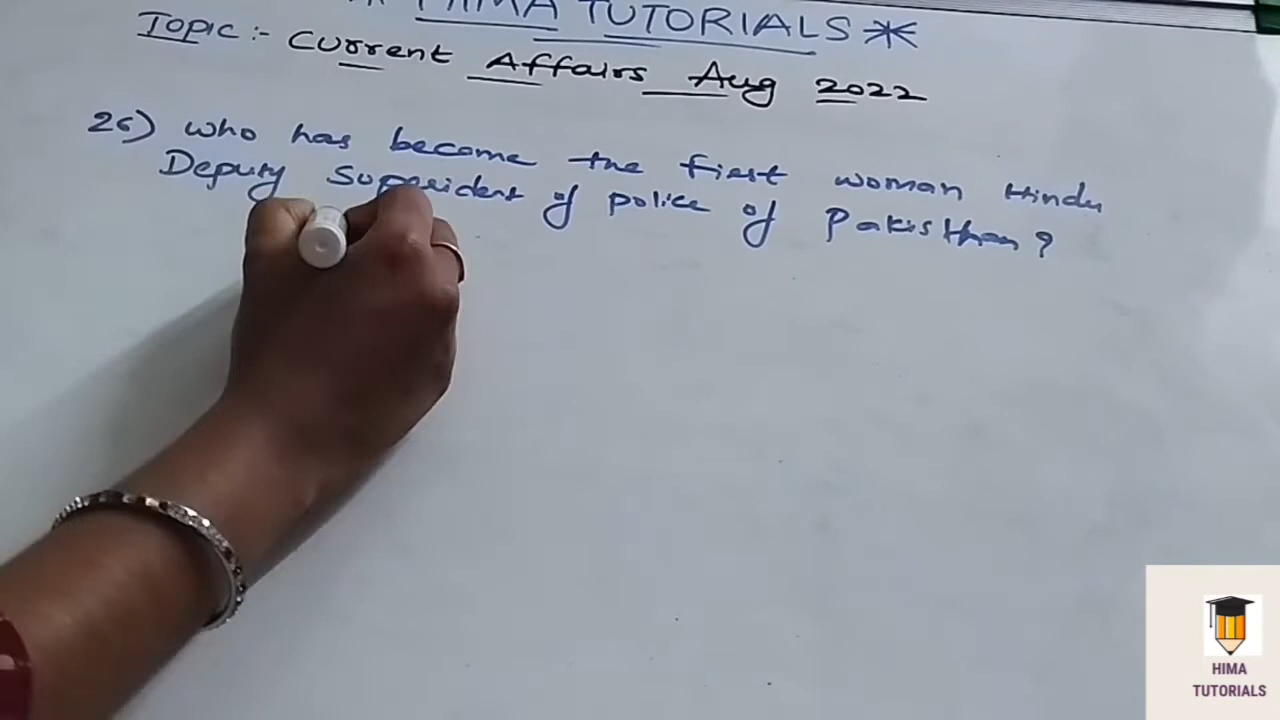 HIMA TUTORIALS *
Topic :- Current Affairs Aug 2022
26) who has become the first woman Hindu
Deputy Superident of police of Pakisthan ?
HIMA
TUTORIALS